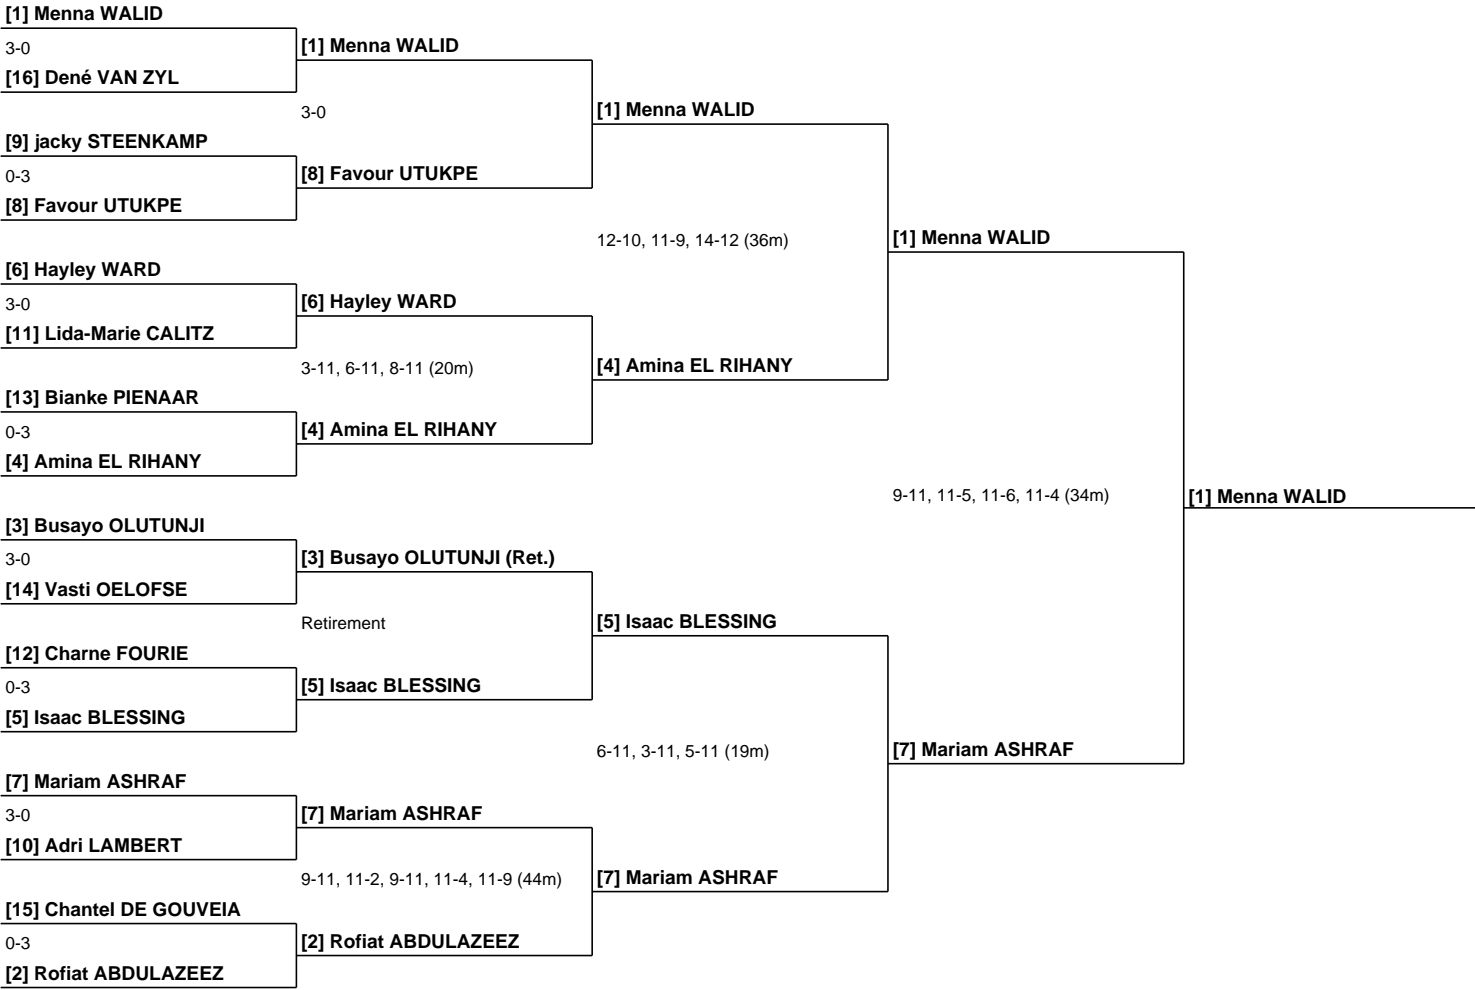 [1] Menna WALID
3-0
[16] Dené VAN ZYL
[9] jacky STEENKAMP
0-3
[8] Favour UTUKPE
[6] Hayley WARD
3-0
[11] Lida-Marie CALITZ
[13] Bianke PIENAAR
0-3
[4] Amina EL RIHANY
[3] Busayo OLUTUNJI
3-0
[14] Vasti OELOFSE
[12] Charne FOURIE
0-3
[5] Isaac BLESSING
[7] Mariam ASHRAF
3-0
[10] Adri LAMBERT
[15] Chantel DE GOUVEIA
0-3
[2] Rofiat ABDULAZEEZ
[1] Menna WALID
3-0
[8] Favour UTUKPE
[6] Hayley WARD
3-11, 6-11, 8-11 (20m)
[4] Amina EL RIHANY
[3] Busayo OLUTUNJI (Ret.)
Retirement
[5] Isaac BLESSING
[7] Mariam ASHRAF
9-11, 11-2, 9-11, 11-4, 11-9 (44m)
[2] Rofiat ABDULAZEEZ
[1] Menna WALID
12-10, 11-9, 14-12 (36m)
[4] Amina EL RIHANY
[5] Isaac BLESSING
6-11, 3-11, 5-11 (19m)
[7] Mariam ASHRAF
[1] Menna WALID
9-11, 11-5, 11-6, 11-4 (34m)
[7] Mariam ASHRAF
[1] Menna WALID